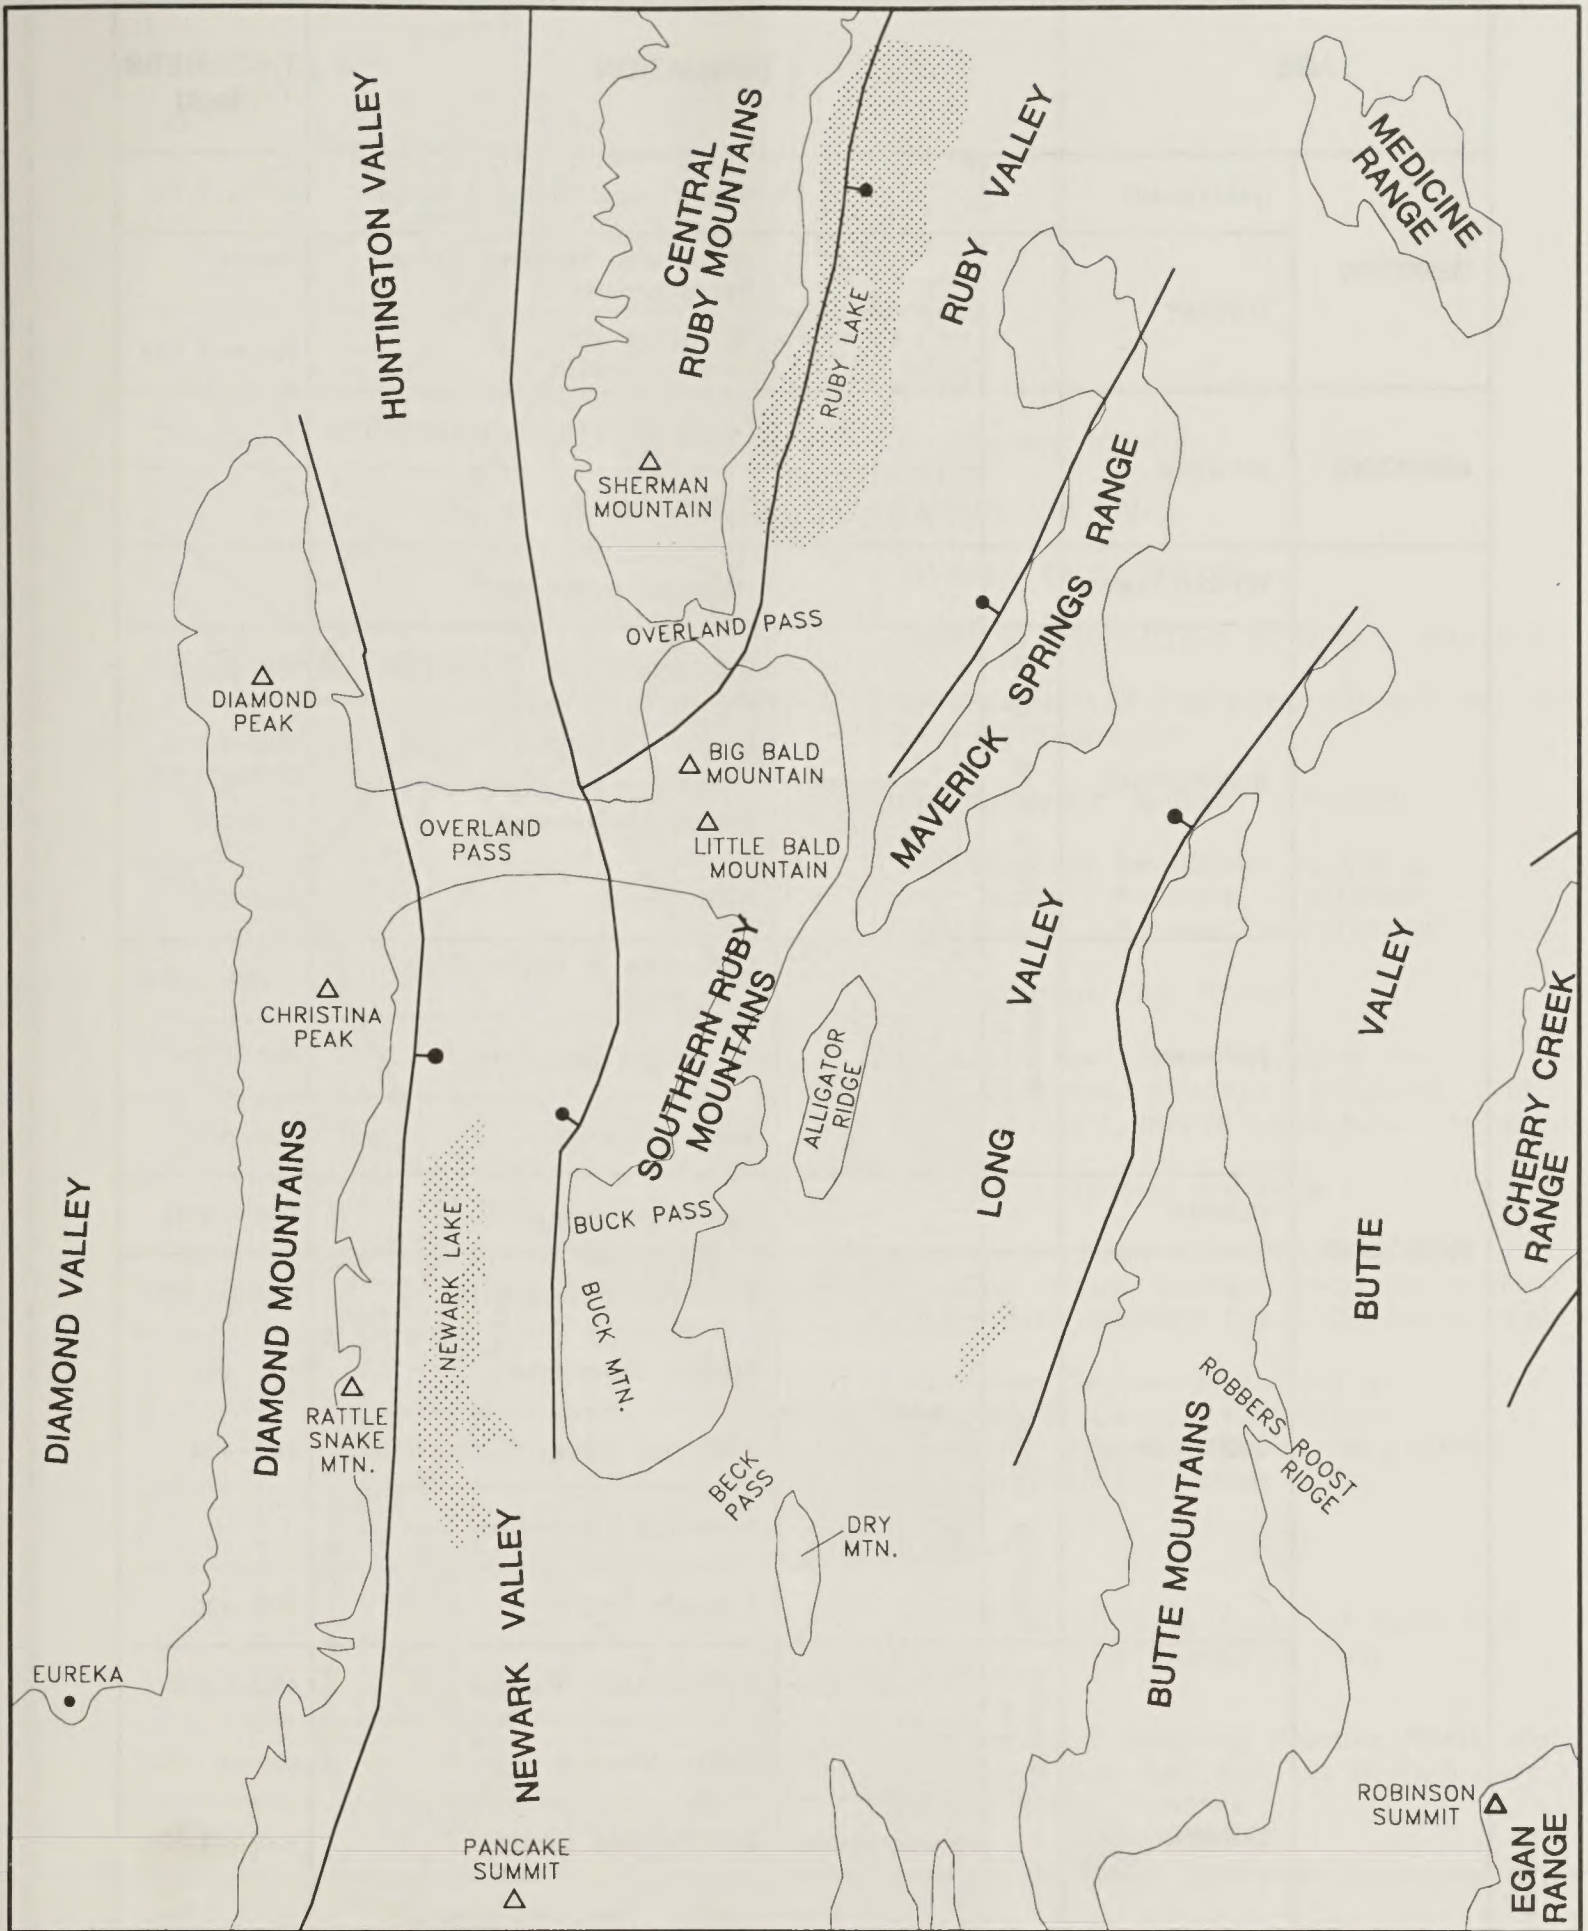 HUNTINGTON VALLEY
CENTRAL
RUBY MOUNTAINS
RUBY LAKE
RUBY VALLEY
MEDICINE
RANGE
SHERMAN
MOUNTAIN
OVERLAND PASS
MAVERICK SPRINGS RANGE
DIAMOND
PEAK
BIG BALD
MOUNTAIN
LITTLE BALD
MOUNTAIN
OVERLAND
PASS
CHRISTINA
PEAK
SOUTHERN RUBY
MOUNTAINS
ALLIGATOR
RIDGE
LONG VALLEY
BUTTE VALLEY
CHERRY CREEK
RANGE
DIAMOND VALLEY
DIAMOND MOUNTAINS
NEWARK LAKE
BUCK PASS
BUCK MTN.
RATTLE
SNAKE
MTN.
BECK
PASS
DRY
MTN.
ROBBERS ROOST
RIDGE
BUTTE MOUNTAINS
NEWARK VALLEY
EUREKA
PANCAKE
SUMMIT
ROBINSON
SUMMIT
EGAN
RANGE